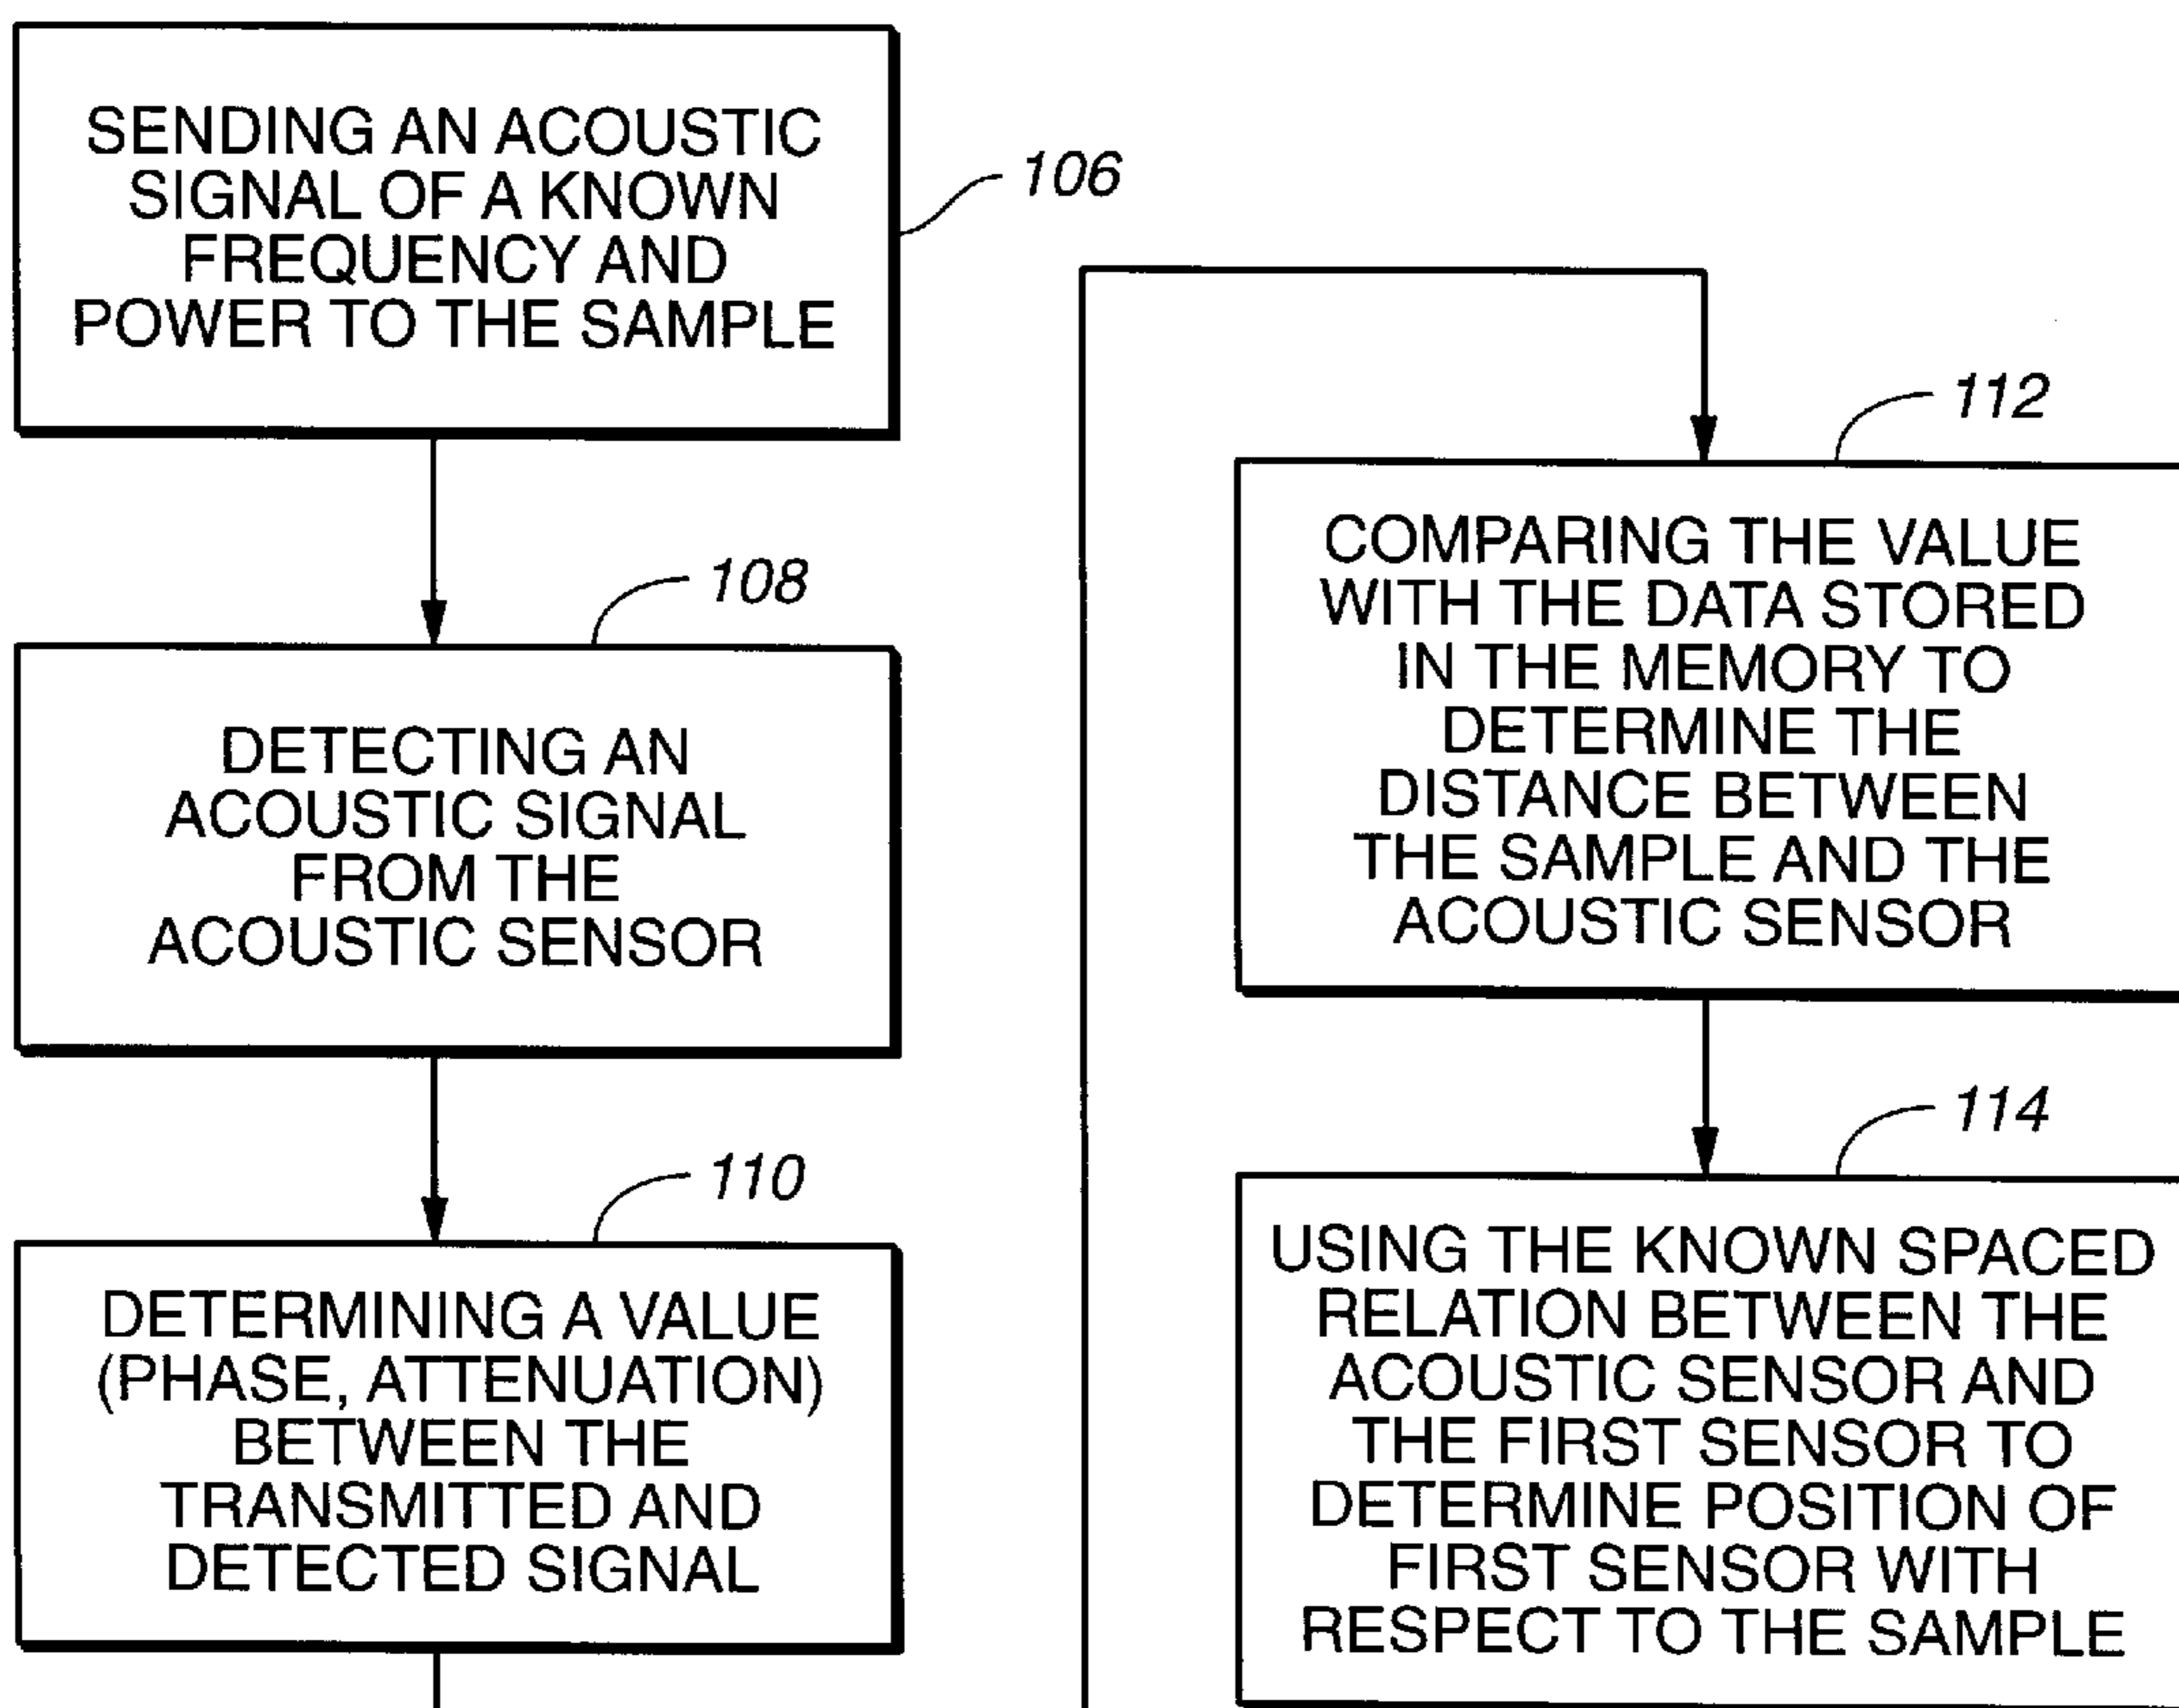 SENDING AN ACOUSTIC
SIGNAL OF A KNOWN
FREQUENCY AND
POWER TO THE SAMPLE
106
108
DETECTING AN
ACOUSTIC SIGNAL
FROM THE
ACOUSTIC SENSOR
110
DETERMINING A VALUE
(PHASE, ATTENUATION)
BETWEEN THE
TRANSMITTED AND
DETECTED SIGNAL
112
COMPARING THE VALUE
WITH THE DATA STORED
IN THE MEMORY TO
DETERMINE THE
DISTANCE BETWEEN
THE SAMPLE AND THE
ACOUSTIC SENSOR
114
USING THE KNOWN SPACED
RELATION BETWEEN THE
ACOUSTIC SENSOR AND
THE FIRST SENSOR TO
DETERMINE POSITION OF
FIRST SENSOR WITH
RESPECT TO THE SAMPLE